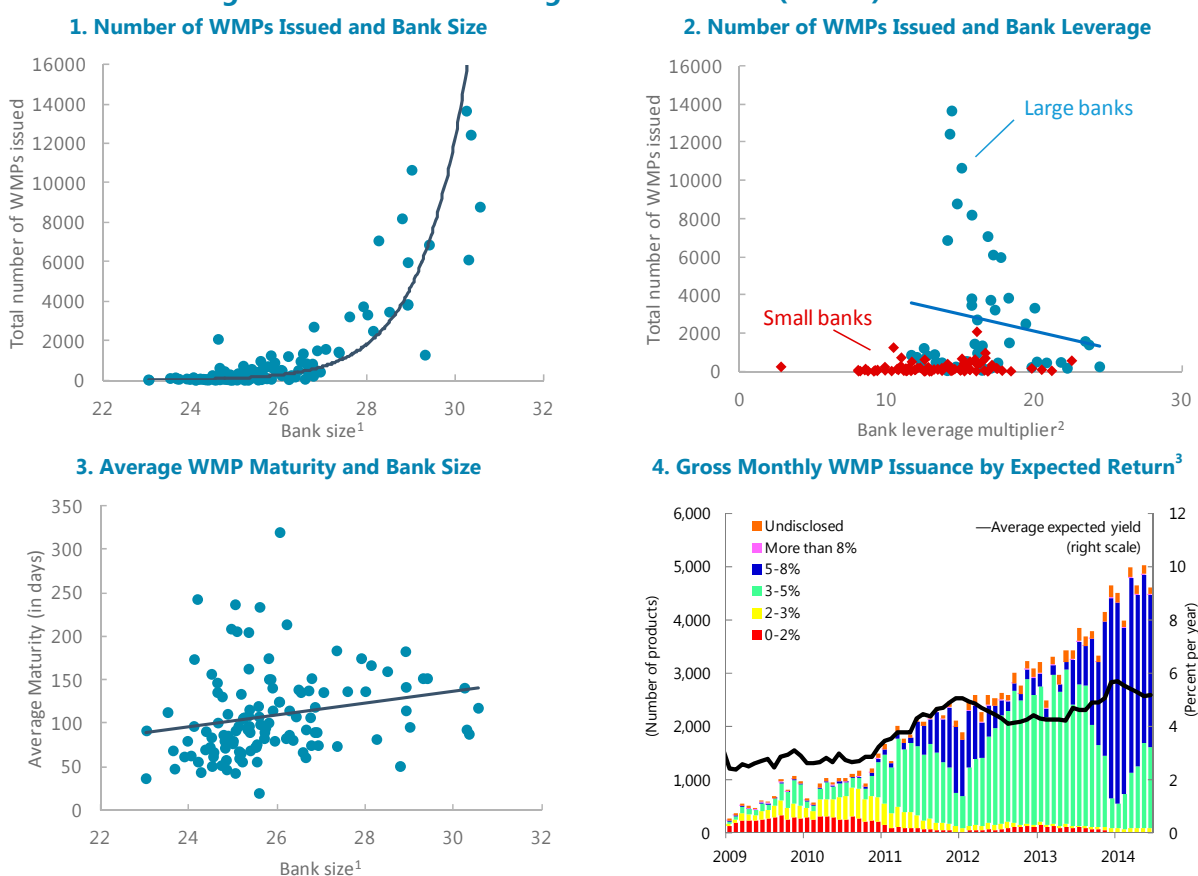 1. Number of WMPs Issued and Bank Size
16000
14000
12000
10000
8000
6000
4000
2000
0
22 24 26 28 30 32
Total number of WMPs issued
Bank size1
2. Number of WMPs Issued and Bank Leverage
16000
14000
12000
10000
8000
6000
4000
2000
0
0 10 20 30
Total number of WMPs issued
Large banks
Small banks
Bank leverage multiplier2
3. Average WMP Maturity and Bank Size
350
300
250
200
150
100
50
0
22 24 26 28 30 32
Average Maturity (in days)
Bank size1
4. Gross Monthly WMP Issuance by Expected Return3
6,000
5,000
4,000
3,000
2,000
1,000
0
(Number of products)
Undisclosed
More than 8%
5-8%
3-5%
2-3%
0-2%
Average expected yield
(right scale)
12
10
8
6
4
2
0
(Percent per year)
2009 2010 2011 2012 2013 2014